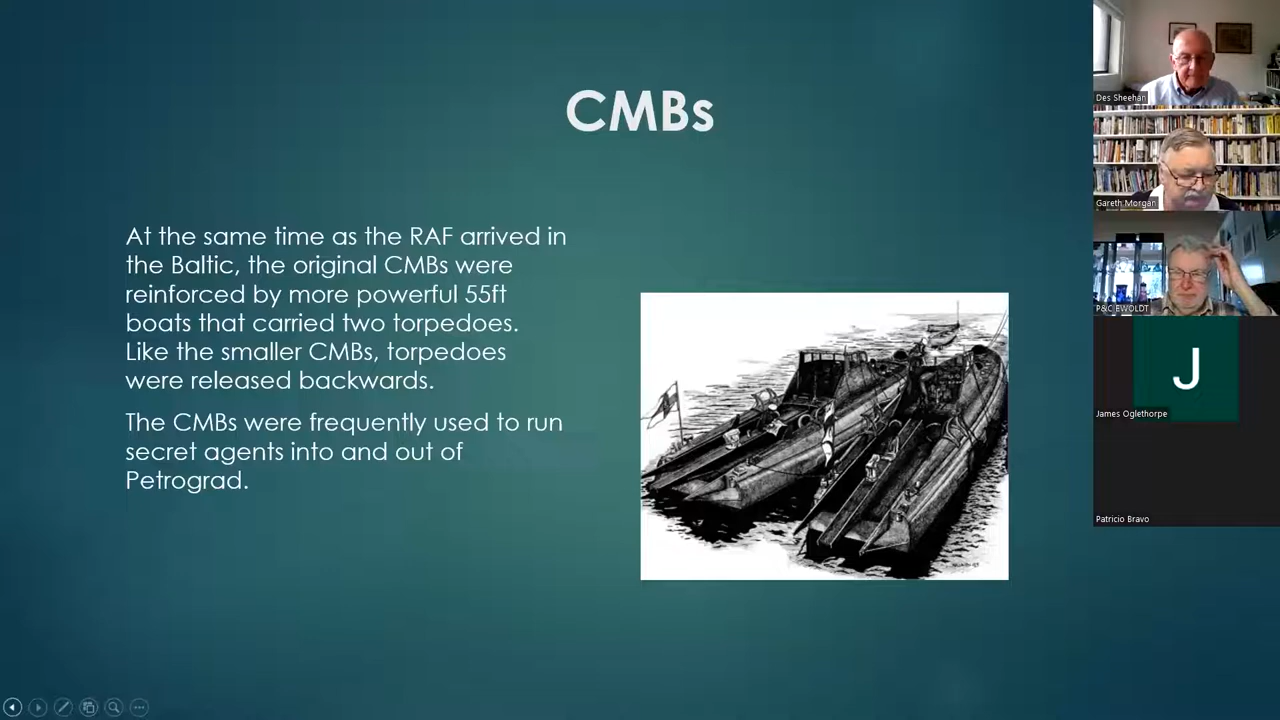 CMBs
At the same time as the RAF arrived in
the Baltic, the original CMBs were
reinforced by more powerful 55ft
boats that carried two torpedoes.
Like the smaller CMBs, torpedoes
were released backwards.
The CMBs were frequently used to run
secret agents into and out of
Petrograd.
Des Sheehan
Gareth Morgan
P&C EWOLDT
J
James Oglethorpe
Patricio Bravo